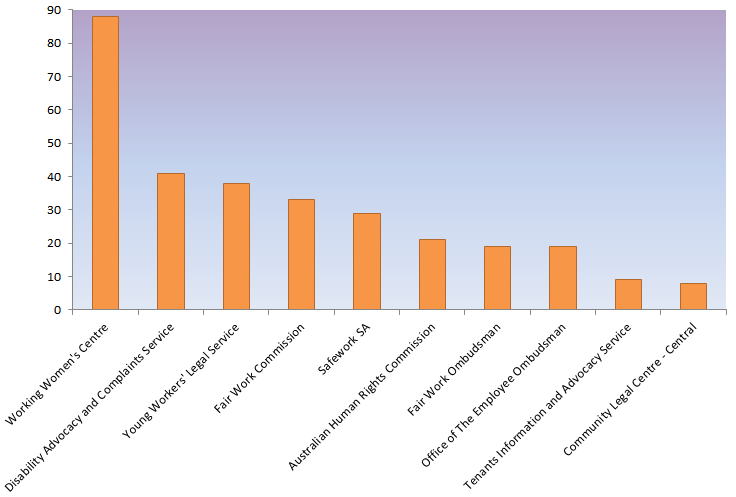 90
80
70
60
50
40
30
20
10
0
Working Women's Centre
Disability Advocacy and Complaints Service
Young Workers' Legal Service
Fair Work Commission
Safework SA
Australian Human Rights Commission
Fair Work Ombudsman
Office of The Employee Ombudsman
Tenants Information and Advocacy Service
Community Legal Centre - Central